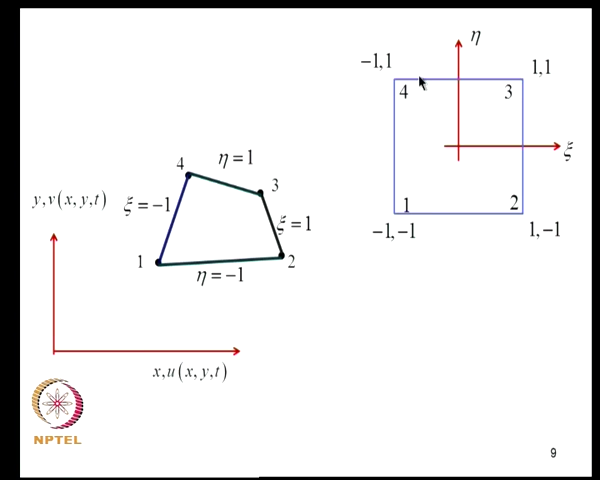 η
-1,1
1,1
4
3
ξ
1
2
-1,-1
1,-1
η = 1
4
3
y,v(x,y,t)
ξ = -1
ξ = 1
1
2
η = -1
x,u(x,y,t)
NPTEL
9